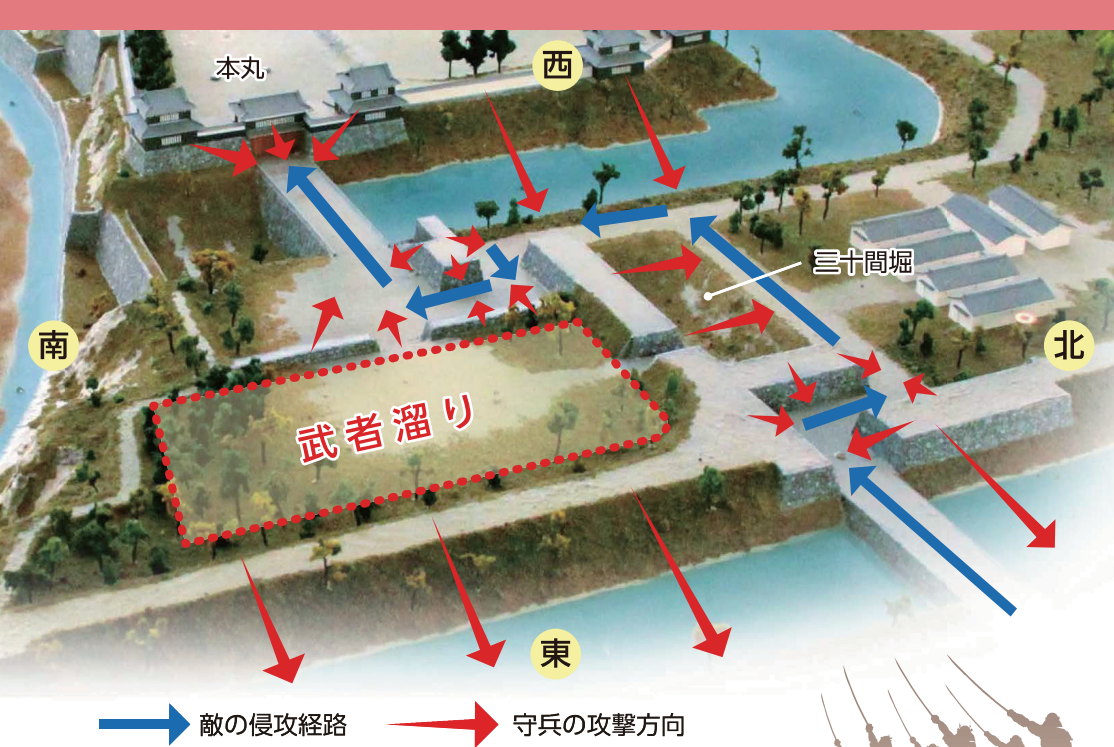 本丸
西
三十間堀
南
北
武者溜り
東
敵の侵攻経路
守兵の攻撃方向